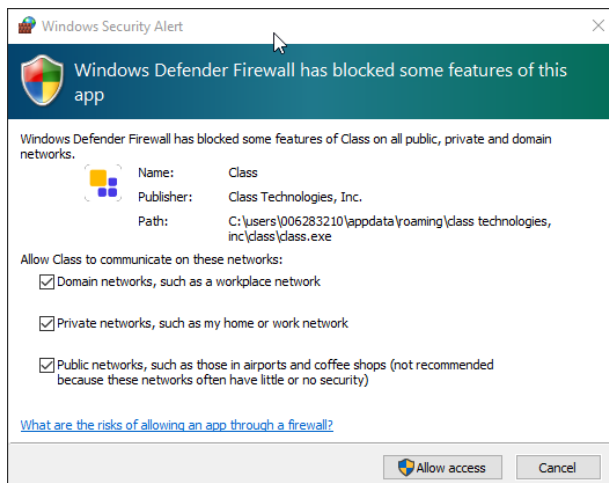 Windows Security Alert
Windows Defender Firewall has blocked some features of this
app
Windows Defender Firewall has blocked some features of Class on all public, private and domain
networks.
Name: Class
Publisher: Class Technologies, Inc.
Path: C:\users\006283210\appdata\roaming\class technologies,
inc\class\class.exe
Allow Class to communicate on these networks:
Domain networks, such as a workplace network
Private networks, such as my home or work network
Public networks, such as those in airports and coffee shops (not recommended
because these networks often have little or no security)
What are the risks of allowing an app through a firewall?
Allow access Cancel